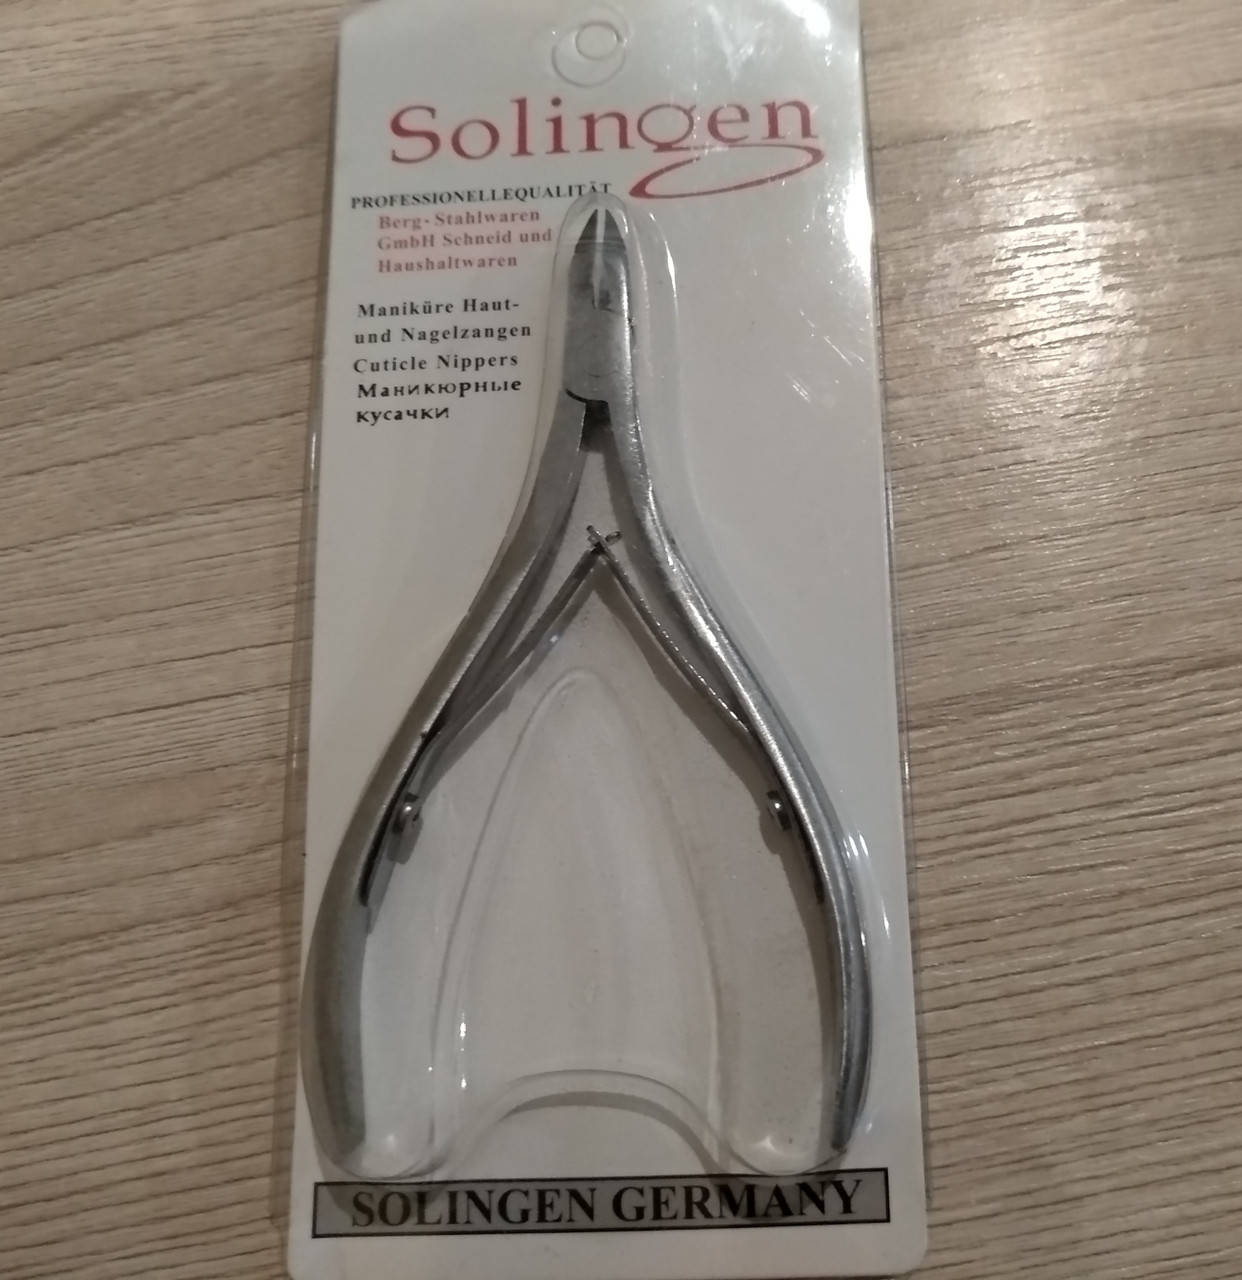 Solingen
PROFESSIONELLEQUALITÄT
Berg-Stahlwaren
GmbH Schneid und
Haushaltwaren
Maniküre Haut-
und Nagelzangen
Cuticle Nippers
Маникюрные
кусачки
SOLINGEN GERMANY